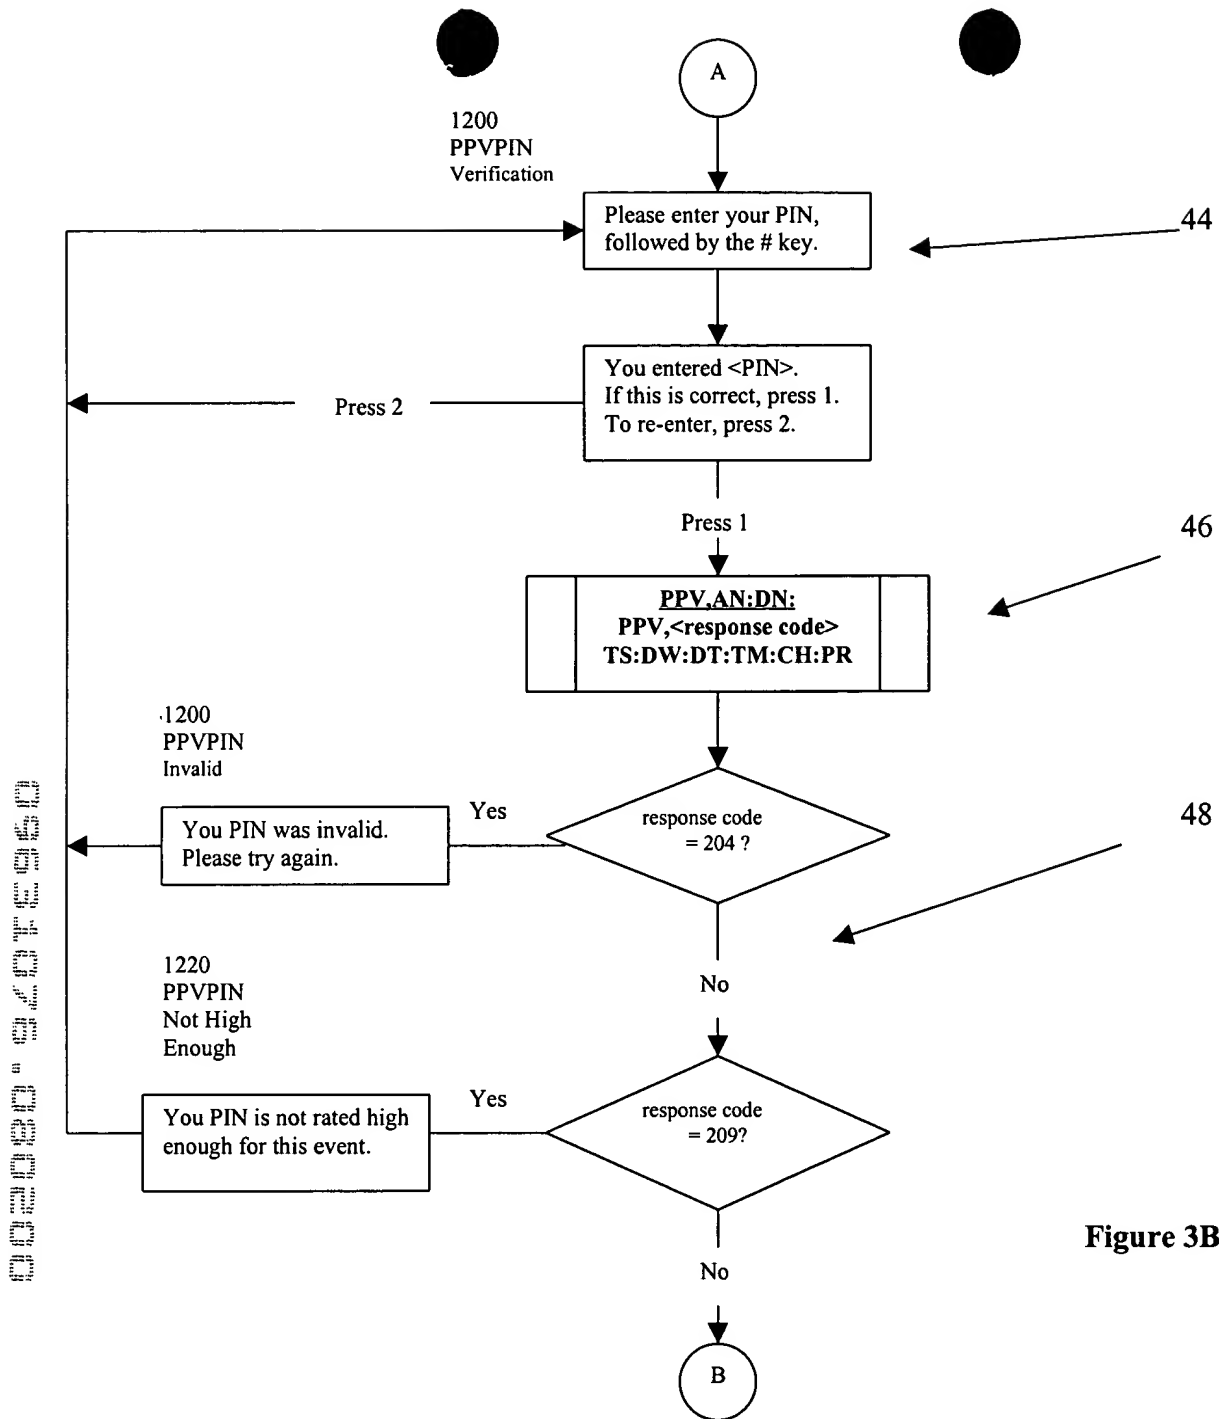 A
1200
PPVPIN
Verification
Please enter your PIN,
followed by the # key.
44
You entered <PIN>.
If this is correct, press 1.
To re-enter, press 2.
Press 2
Press 1
46
PPV,AN:DN:
PPV,<response code>
TS:DW:DT:TM:CH:PR
1200
PPVPIN
Invalid
You PIN was invalid.
Please try again.
Yes
response code
= 204 ?
48
No
1220
PPVPIN
Not High
Enough
You PIN is not rated high
enough for this event.
Yes
response code
= 209?
No
B
Figure 3B
09631076.080200